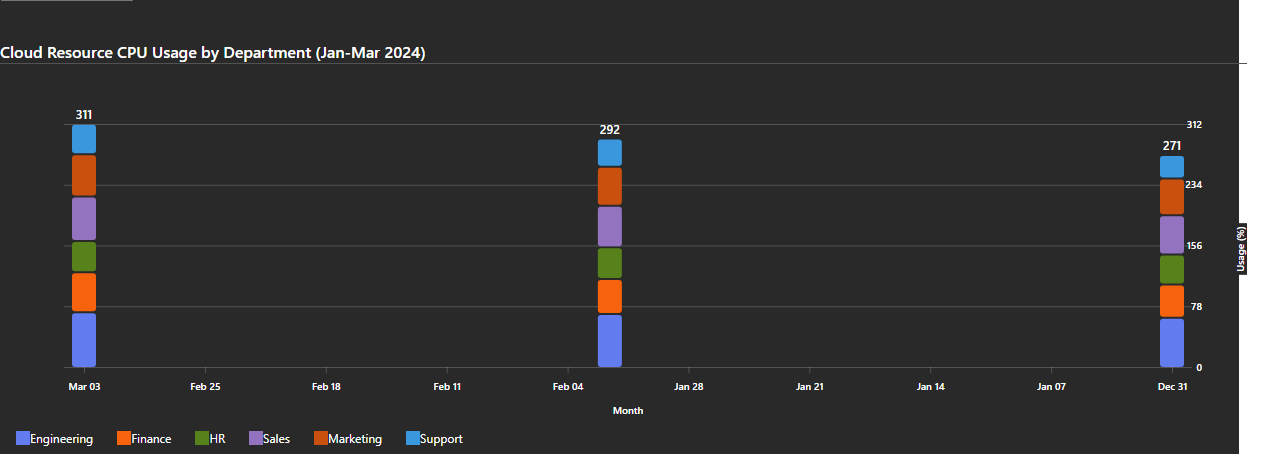 Cloud Resource CPU Usage by Department (Jan-Mar 2024)
311
292
271
312
234
156
78
0
Usage (%)
Mar 03 Feb 25 Feb 18 Feb 11 Feb 04 Jan 28 Jan 21 Jan 14 Jan 07 Dec 31
Month
Engineering Finance HR Sales Marketing Support